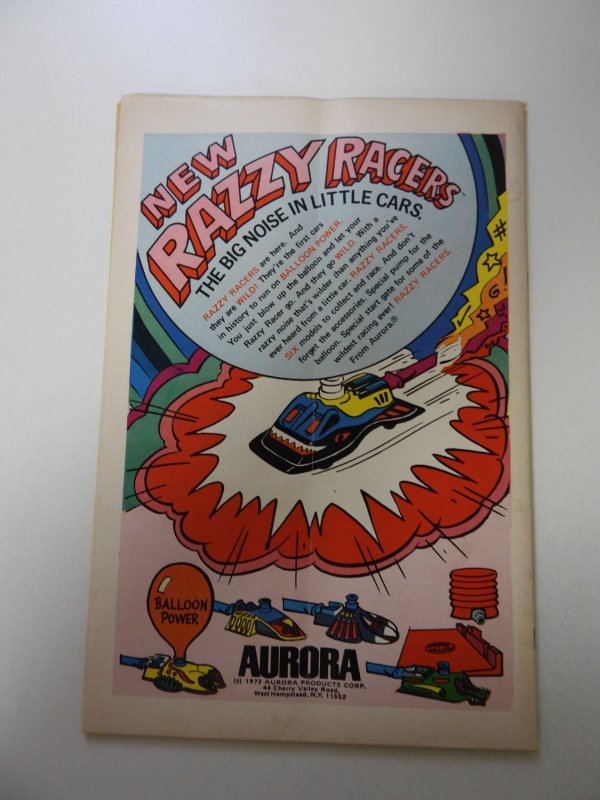 NEW
RAZZY RACERS™
THE BIG NOISE IN LITTLE CARS.
RAZZY RACERS are here. And
they are WILD! They're the first cars
in history to run on BALLOON POWER.
You just blow up the balloon and let your
Razzy Racer go. And they go WILD. With a
razzy noise that's wilder than anything you've
ever heard from a little car. RAZZY RACERS.
SIX models to collect and race. And don't
forget the accessories. Special pump for the
balloon. Special start gate for some of the
wildest racing ever! RAZZY RACERS.
From Aurora.®
#
G!
BALLOON
POWER
AURORA
(c) 1972 AURORA PRODUCTS CORP.
44 Cherry Valley Road,
West Hempstead, N.Y. 11552